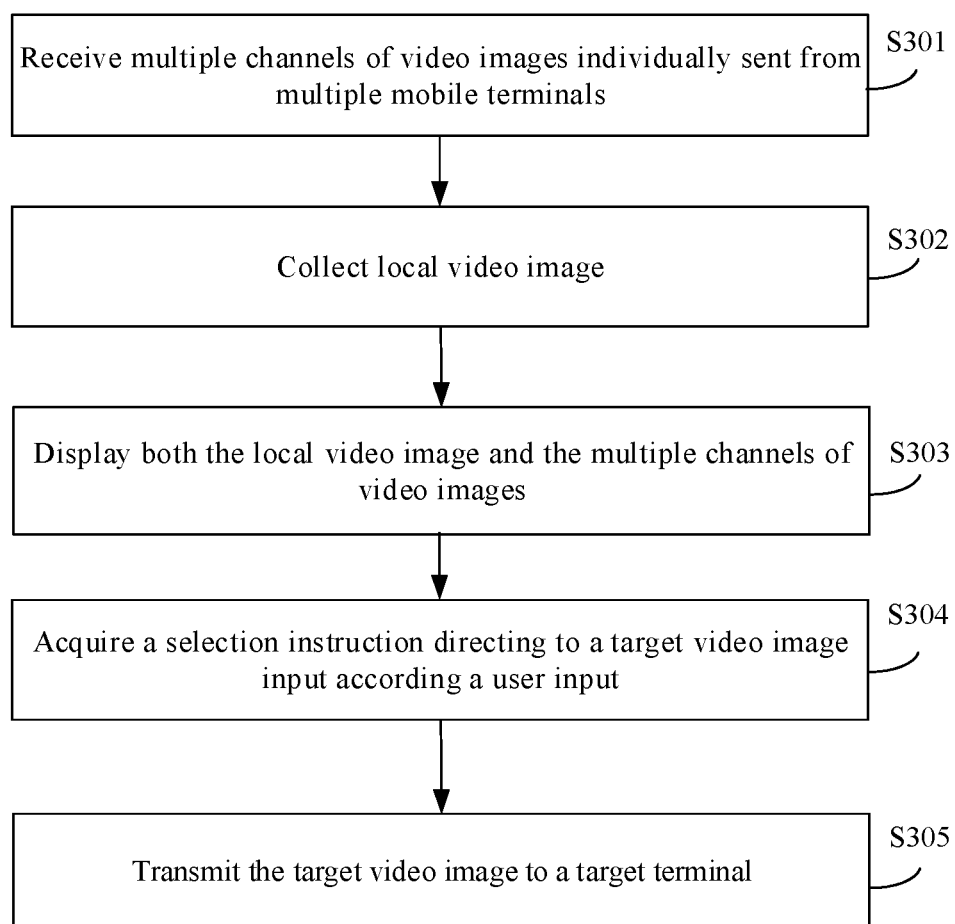 Receive multiple channels of video images individually sent from
multiple mobile terminals
S301
Collect local video image
S302
Display both the local video image and the multiple channels of
video images
S303
Acquire a selection instruction directing to a target video image
input according a user input
S304
Transmit the target video image to a target terminal
S305